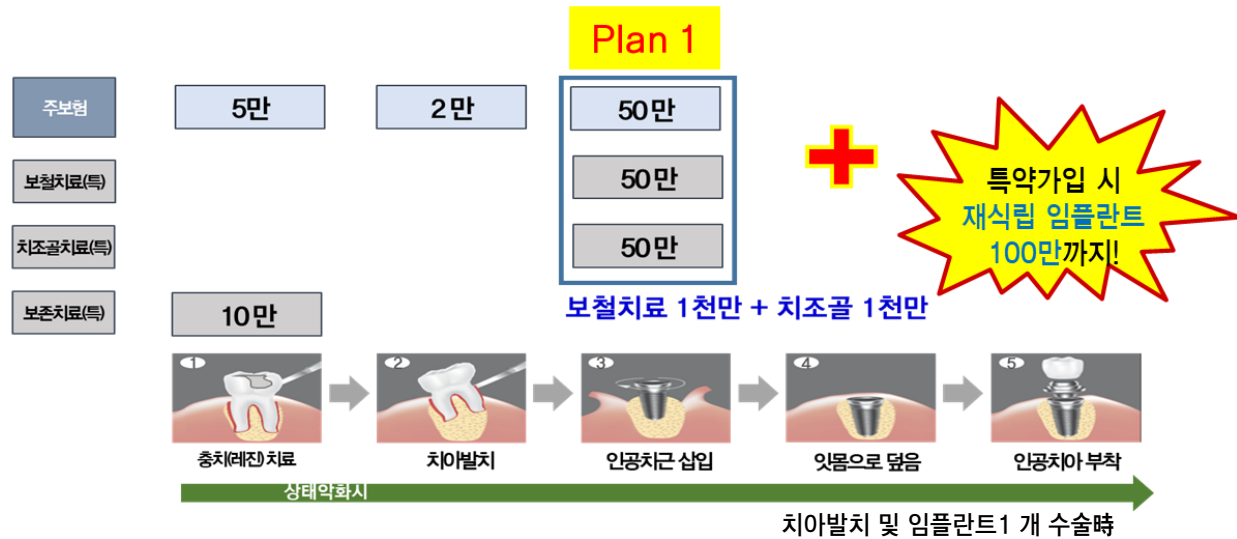 Plan 1
주보험
5만
2만
50만
보철치료(특)
50만
치조골치료(특)
50만
특약가입 시
재식립 임플란트
100만까지!
보존치료(특)
10만
보철치료 1천만 + 치조골 1천만
1
2
3
4
5
충치(레진) 치료
치아발치
인공치근 삽입
잇몸으로 덮음
인공치아 부착
상태악화시
치아발치 및 임플란트1 개 수술時